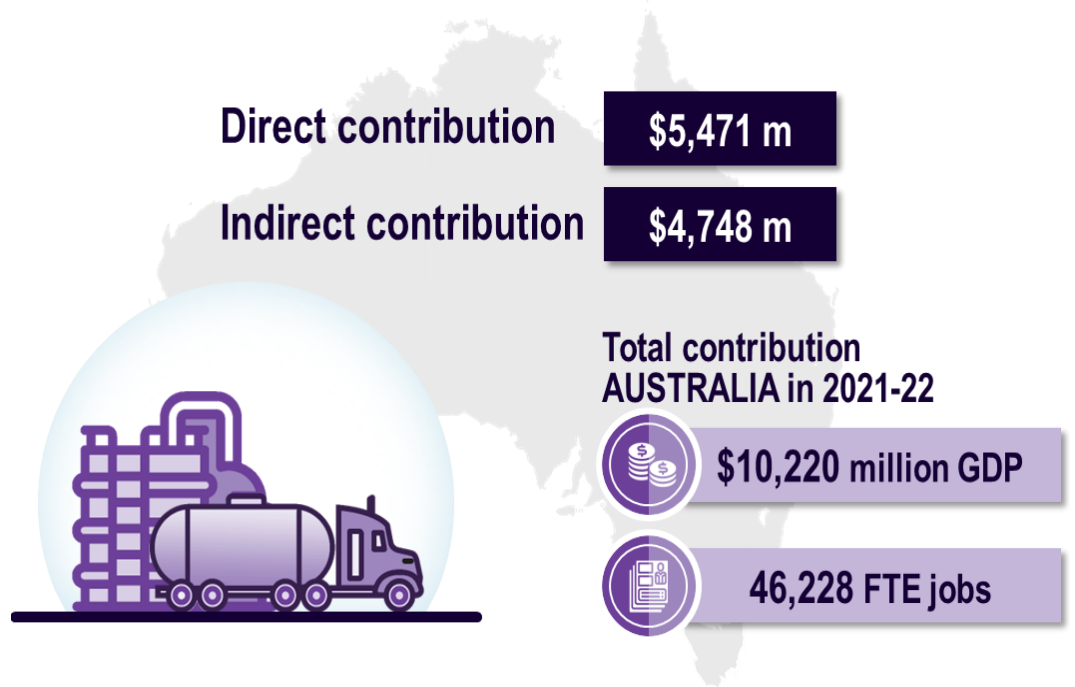 Direct contribution $5,471 m
Indirect contribution $4,748 m
Total contribution
AUSTRALIA in 2021-22
$10,220 million GDP
46,228 FTE jobs